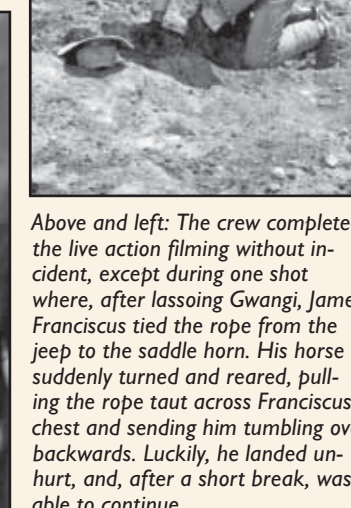 Above and left: The crew complete
the live action filming without in-
cident, except during one shot
where, after lassoing Gwangi, Jame
Franciscus tied the rope from the
jeep to the saddle horn. His horse
suddenly turned and reared, pull-
ing the rope taut across Franciscus
chest and sending him tumbling ov
backwards. Luckily, he landed un-
hurt, and, after a short break, was
able to continue